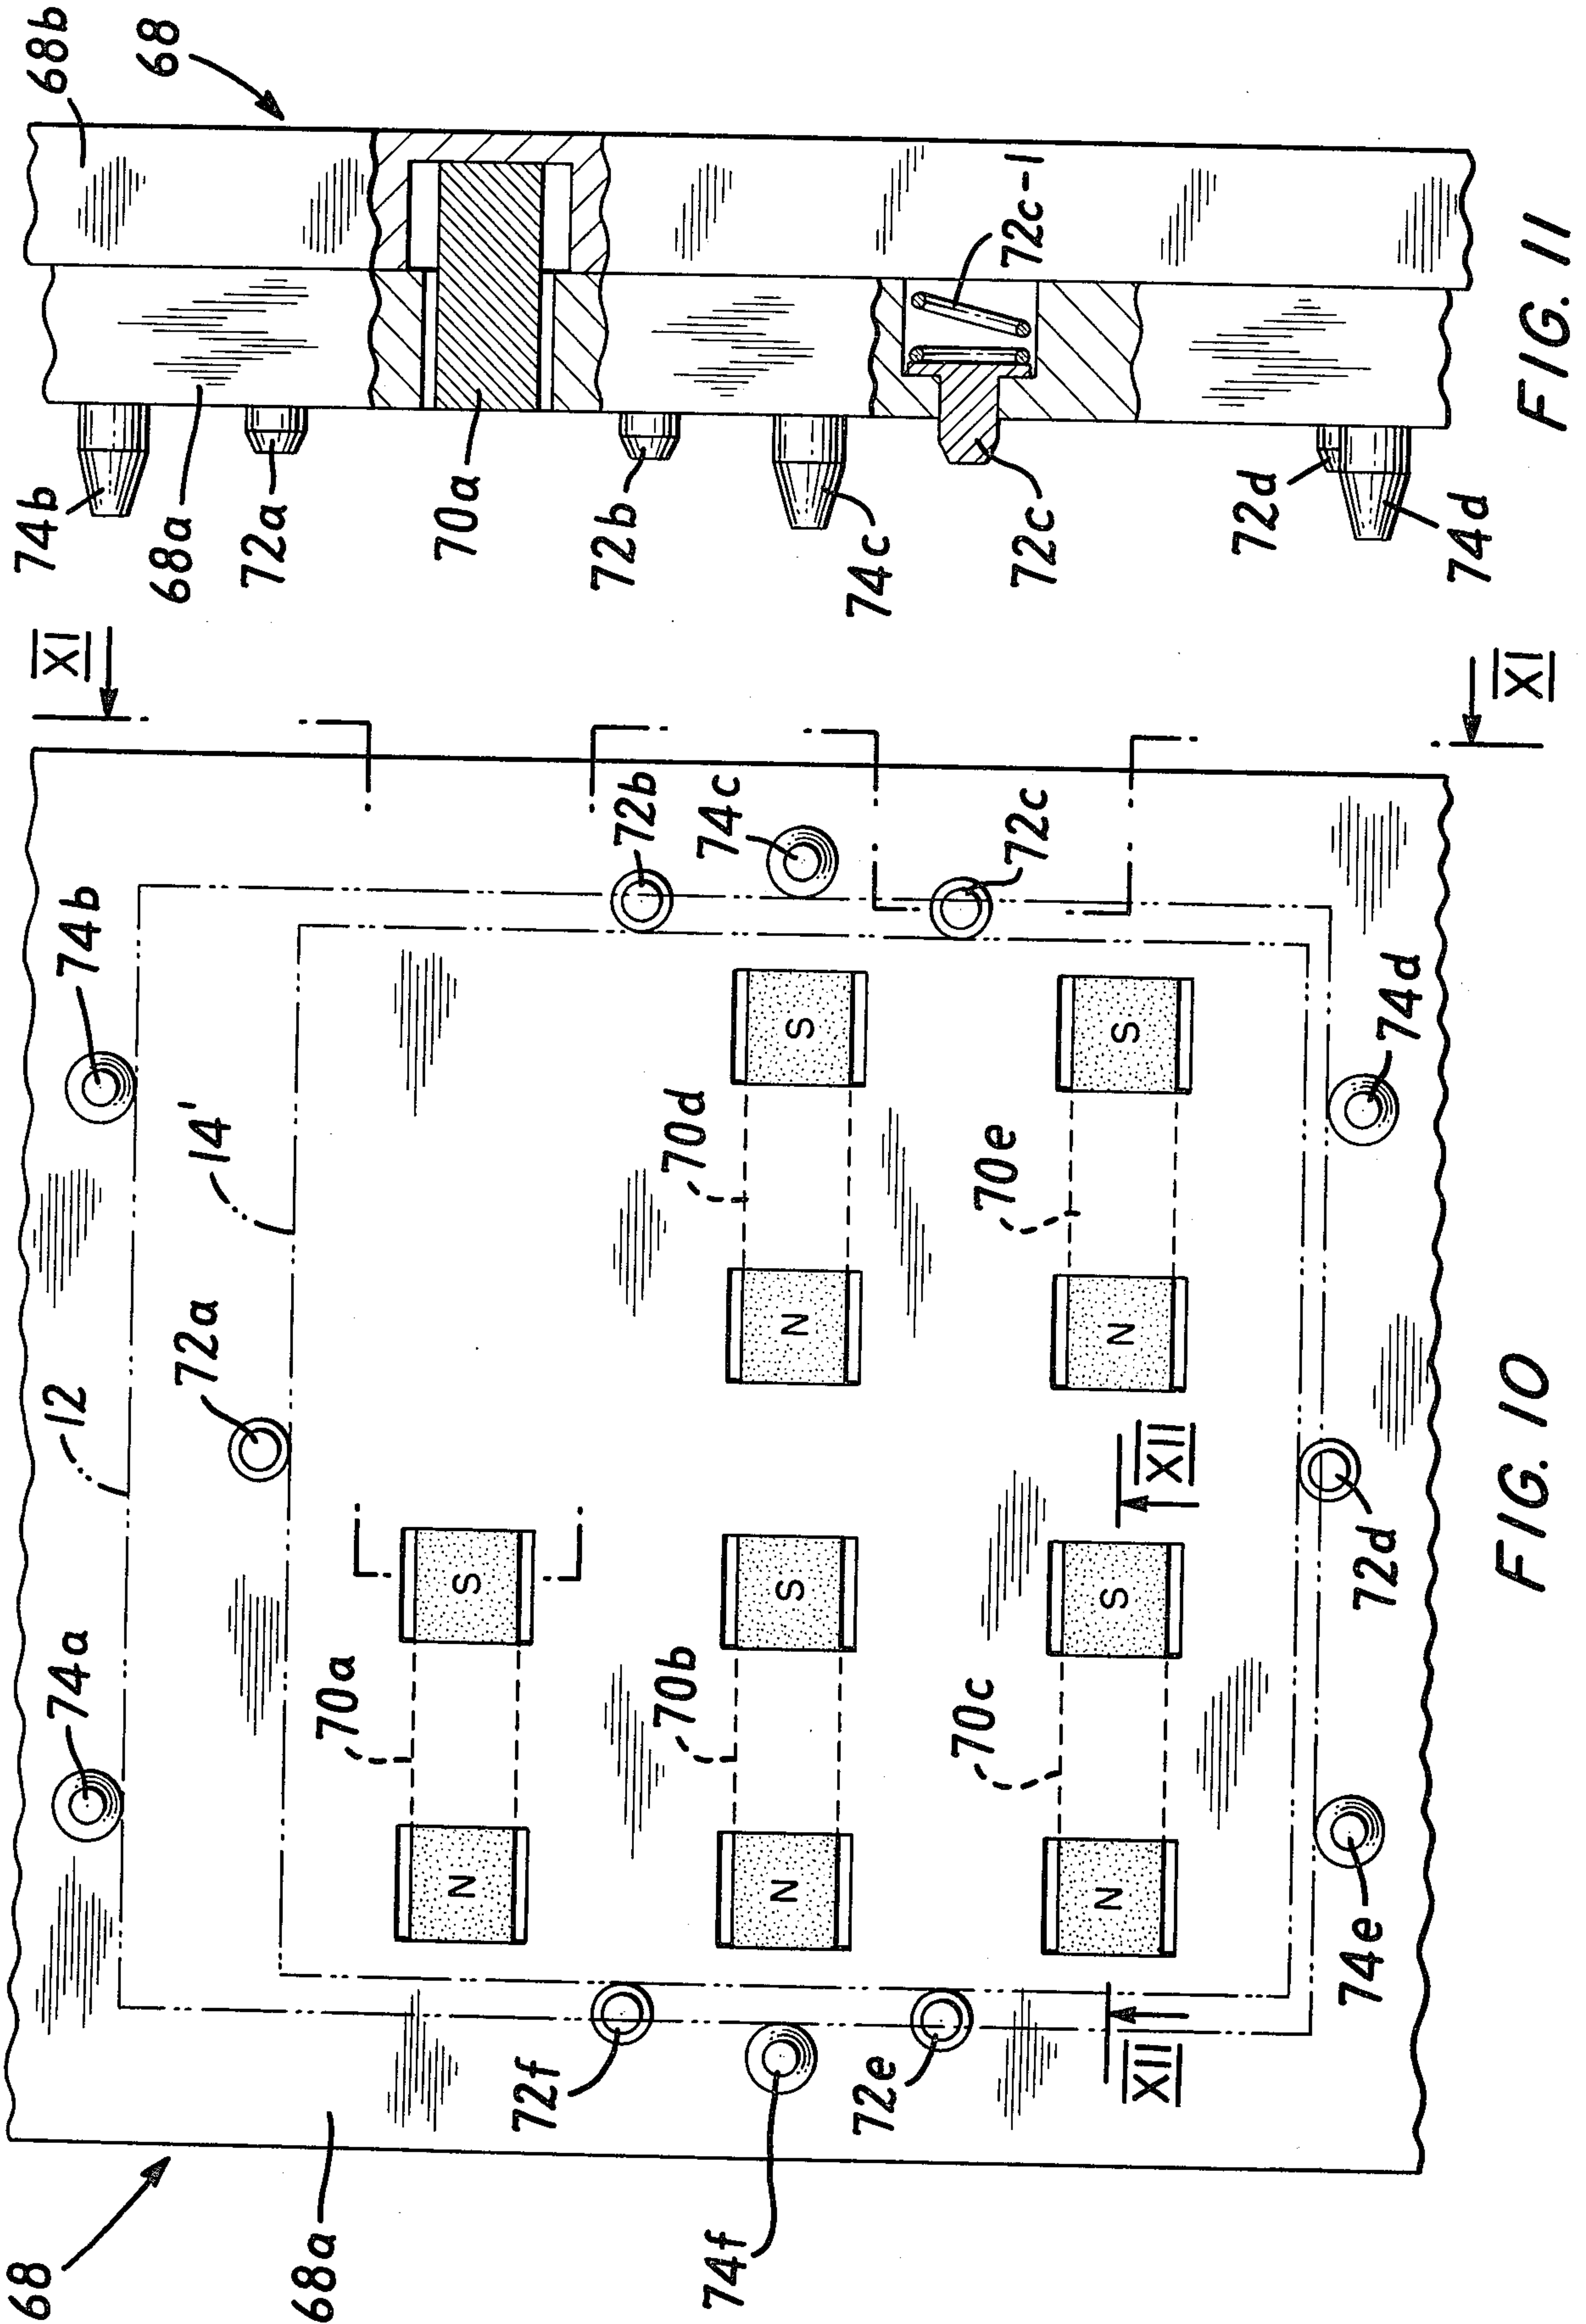 68b
68
74b
68a
72a
70a
72b
74c
72c-1
72c
72d
74d
FIG. 11
XI
XI
12
14'
74a
74b
72a
72b
74c
72c
70a
S
N
70b
S
N
70d
S
N
70c
S
N
70e
S
N
XII
XII
72f
74f
72e
74e
72d
74d
68
68a
FIG. 10